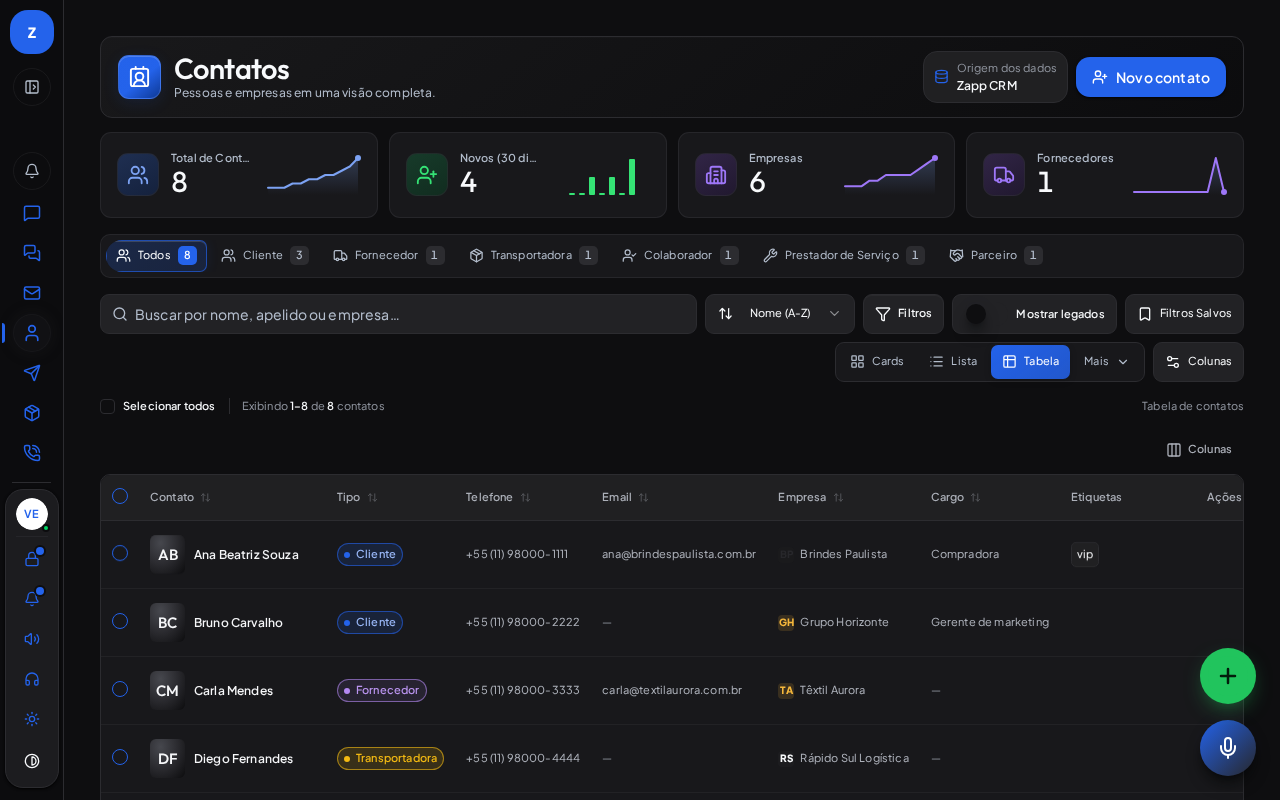 Z
Contatos
Pessoas e empresas em uma visão completa.
Origem dos dados
Zapp CRM
Novo contato
Total de Cont…
8
Novos (30 di…
4
Empresas
6
Fornecedores
1
Todos 8
Cliente 3
Fornecedor 1
Transportadora 1
Colaborador 1
Prestador de Serviço 1
Parceiro 1
Buscar por nome, apelido ou empresa…
Nome (A-Z)
Filtros
Mostrar legados
Filtros Salvos
Cards
Lista
Tabela
Mais
Colunas
Selecionar todos
Exibindo 1–8 de 8 contatos
Tabela de contatos
Colunas
Contato Tipo Telefone Email Empresa Cargo Etiquetas Ações
AB Ana Beatriz Souza Cliente +55 (11) 98000-1111 ana@brindespaulista.com.br BP Brindes Paulista Compradora vip
BC Bruno Carvalho Cliente +55 (11) 98000-2222 — GH Grupo Horizonte Gerente de marketing
CM Carla Mendes Fornecedor +55 (11) 98000-3333 carla@textilaurora.com.br TA Têxtil Aurora —
DF Diego Fernandes Transportadora +55 (11) 98000-4444 — RS Rápido Sul Logística —
VE